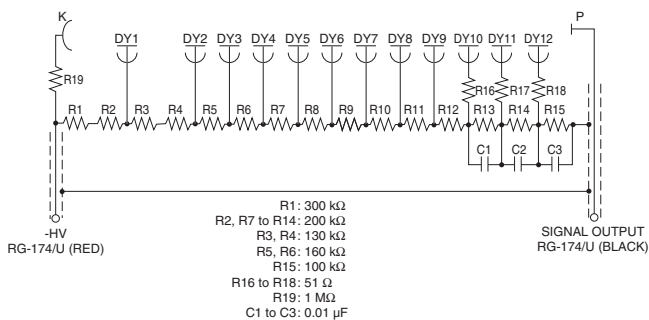 K DY1 DY2 DY3 DY4 DY5 DY6 DY7 DY8 DY9 DY10 DY11 DY12 P
R19 R16 R17 R18
R1 R2 R3 R4 R5 R6 R7 R8 R9 R10 R11 R12 R13 R14 R15
C1 C2 C3
-HV
RG-174/U (RED)
SIGNAL OUTPUT
RG-174/U (BLACK)
R1: 300 kΩ
R2, R7 to R14: 200 kΩ
R3, R4: 130 kΩ
R5, R6: 160 kΩ
R15: 100 kΩ
R16 to R18: 51 Ω
R19: 1 MΩ
C1 to C3: 0.01 µF